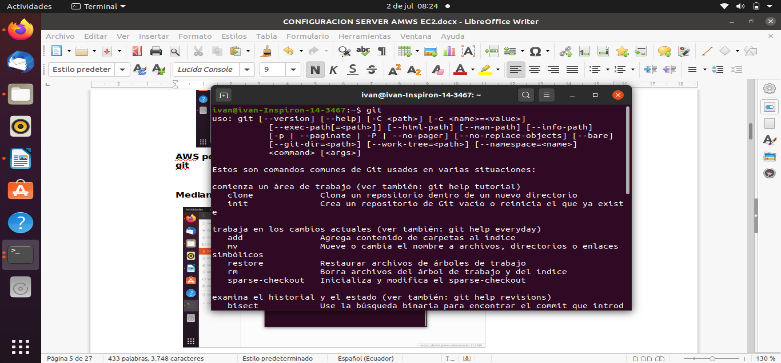 Actividades
Terminal
2 de jul. 08:24
CONFIGURACION SERVER AMWS EC2.docx - LibreOffice Writer
Archivo Editar Ver Insertar Formato Estilos Tabla Formulario Herramientas Ventana Ayuda
Estilo predeter
Lucida Console
9
ivan@ivan-Inspiron-14-3467: ~
ivan@ivan-Inspiron-14-3467:~$ git
uso: git [--version] [--help] [-C <path>] [-c <name>=<value>]
[--exec-path[=<path>]] [--html-path] [--man-path] [--info-path]
[-p | --paginate | -P | --no-pager] [--no-replace-objects] [--bare]
[--git-dir=<path>] [--work-tree=<path>] [--namespace=<name>]
<command> [<args>]
Estos son comandos comunes de Git usados en varias situaciones:
comienza un área de trabajo (ver también: git help tutorial)
clone Clona un repositorio dentro de un nuevo directorio
init Crea un repositorio de Git vacío o reinicia el que ya exist
e
trabaja en los cambios actuales (ver también: git help everyday)
add Agrega contenido de carpetas al índice
mv Mueve o cambia el nombre a archivos, directorios o enlaces
simbólicos
restore Restaurar archivos de árboles de trabajo
rm Borra archivos del árbol de trabajo y del índice
sparse-checkout Inicializa y modifica el sparse-checkout
examina el historial y el estado (ver también: git help revisions)
bisect Use la búsqueda binaria para encontrar el commit que introd
AWS po
git
Median
Página 5 de 27
433 palabras, 3.748 caracteres
Estilo predeterminado
Español (Ecuador)
130 %